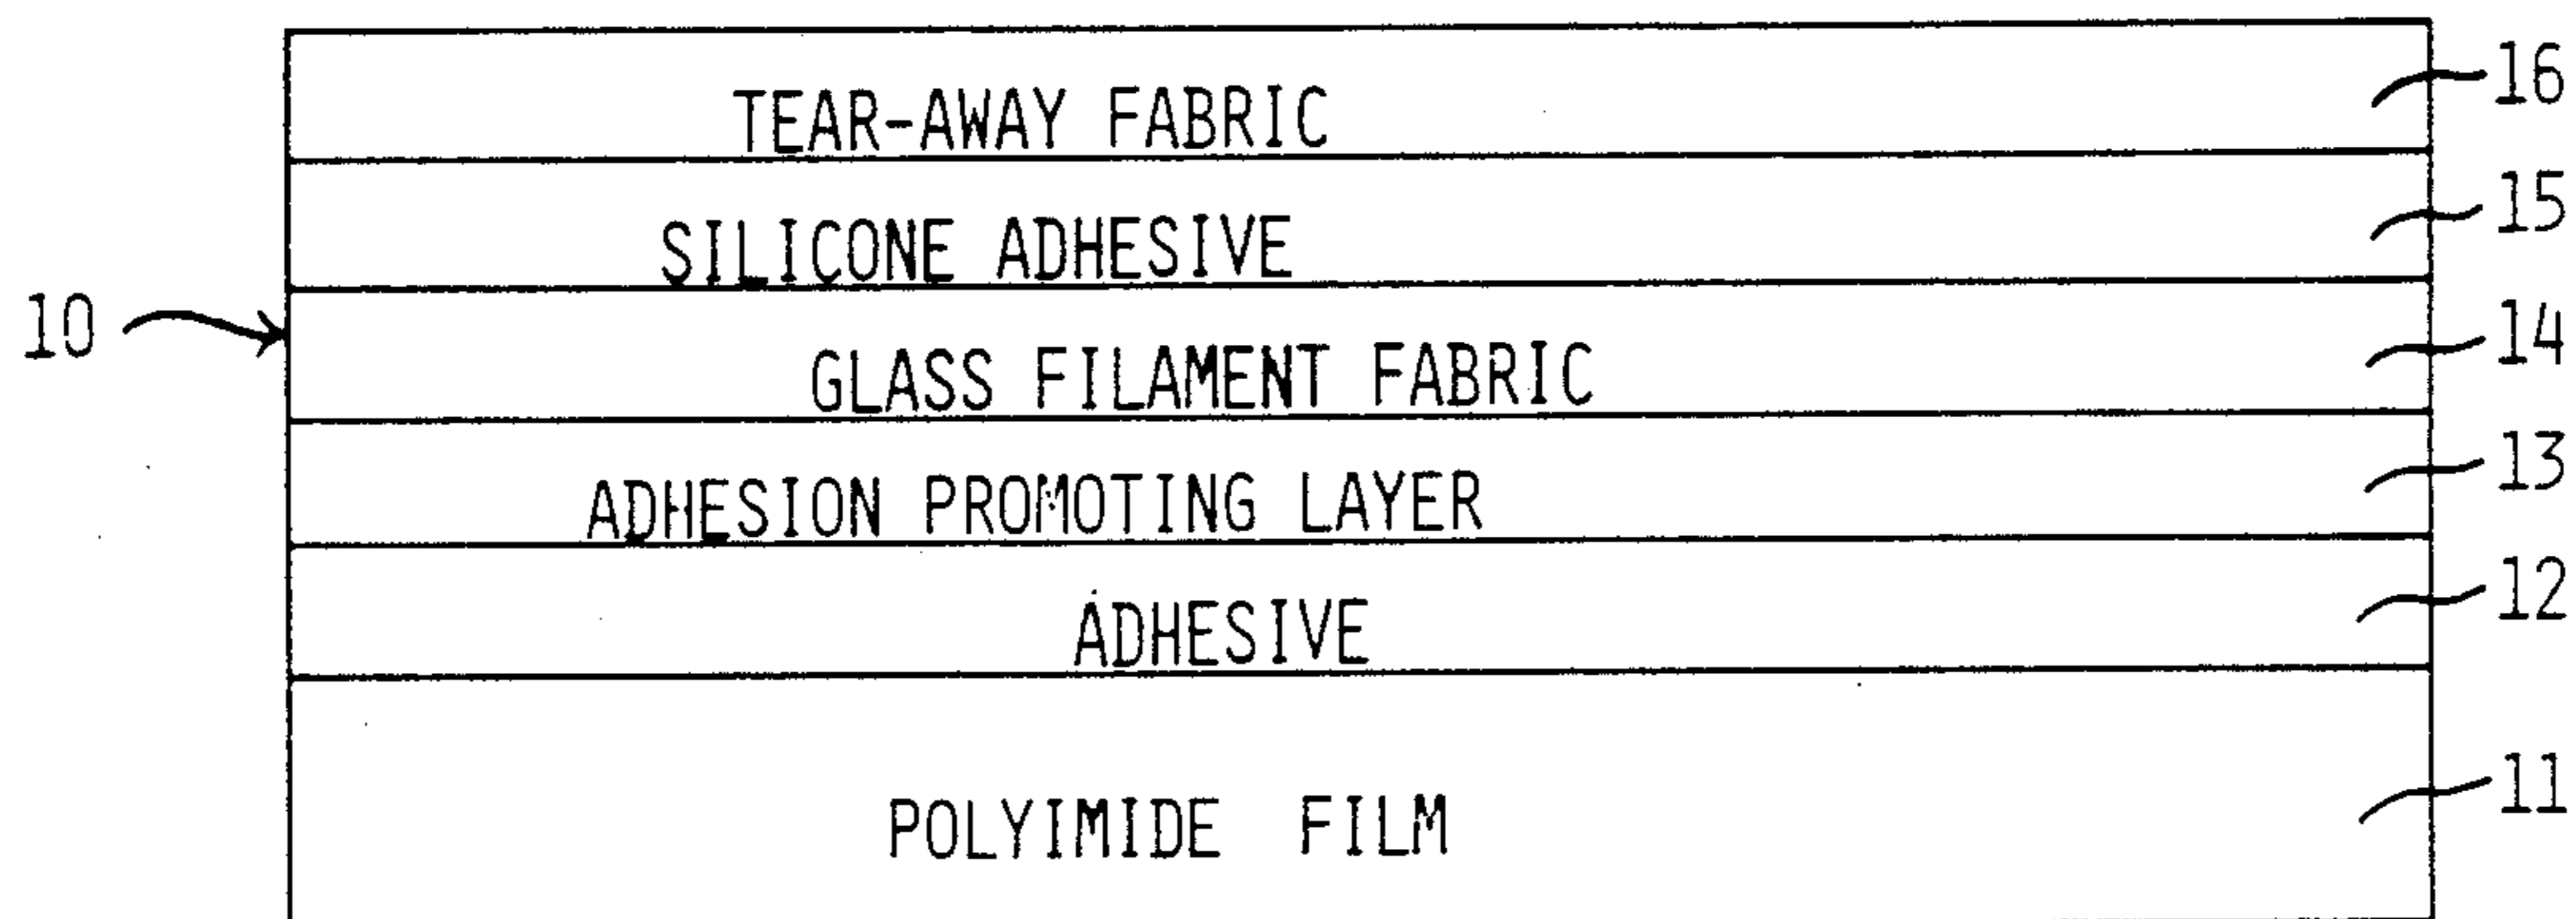 TEAR-AWAY FABRIC 16
SILICONE ADHESIVE 15
10
GLASS FILAMENT FABRIC 14
ADHESION PROMOTING LAYER 13
ADHESIVE 12
POLYIMIDE FILM 11